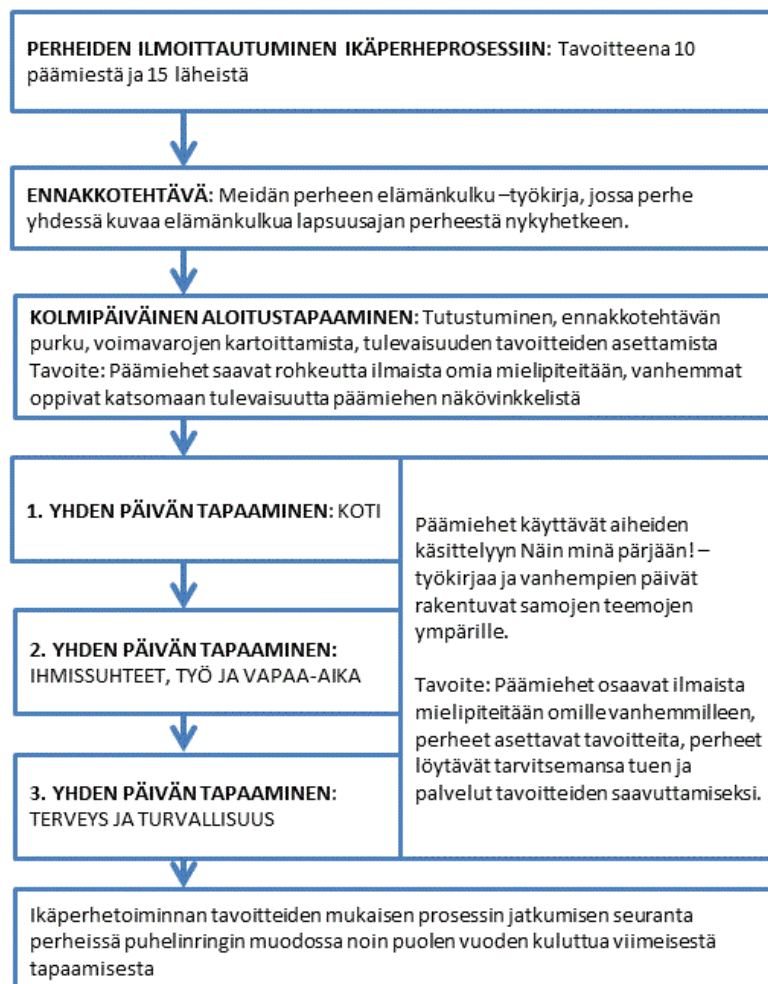 PERHEIDEN ILMOITTAUTUMINEN IKÄPERHEPROSESSIIN: Tavoitteena 10
päämiestä ja 15 läheistä
ENNAKKOTEHTÄVÄ: Meidän perheen elämänkulku –työkirja, jossa perhe
yhdessä kuvaa elämänkulkua lapsuusajan perheestä nykyhetkeen.
KOLMIPÄIVÄINEN ALOITUSTAPAAMINEN: Tutustuminen, ennakkotehtävän
purku, voimavarojen kartoittamista, tulevaisuuden tavoitteiden asettamista
Tavoite: Päämiehet saavat rohkeutta ilmaista omia mielipiteitään, vanhemmat
oppivat katsomaan tulevaisuutta päämiehen näkövinkkelistä
1. YHDEN PÄIVÄN TAPAAMINEN: KOTI
2. YHDEN PÄIVÄN TAPAAMINEN:
IHMISSUHTEET, TYÖ JA VAPAA-AIKA
3. YHDEN PÄIVÄN TAPAAMINEN:
TERVEYS JA TURVALLISUUS
Päämiehet käyttävät aiheiden
käsittelyyn Näin minä pärjään! –
työkirjaa ja vanhempien päivät
rakentuvat samojen teemojen
ympärille.
Tavoite: Päämiehet osaavat ilmaista
mielipiteitään omille vanhemmilleen,
perheet asettavat tavoitteita, perheet
löytävät tarvitsemansa tuen ja
palvelut tavoitteiden saavuttamiseksi.
Ikäperhetoiminnan tavoitteiden mukaisen prosessin jatkumisen seuranta
perheissä puhelinringin muodossa noin puolen vuoden kuluttua viimeisestä
tapaamisesta